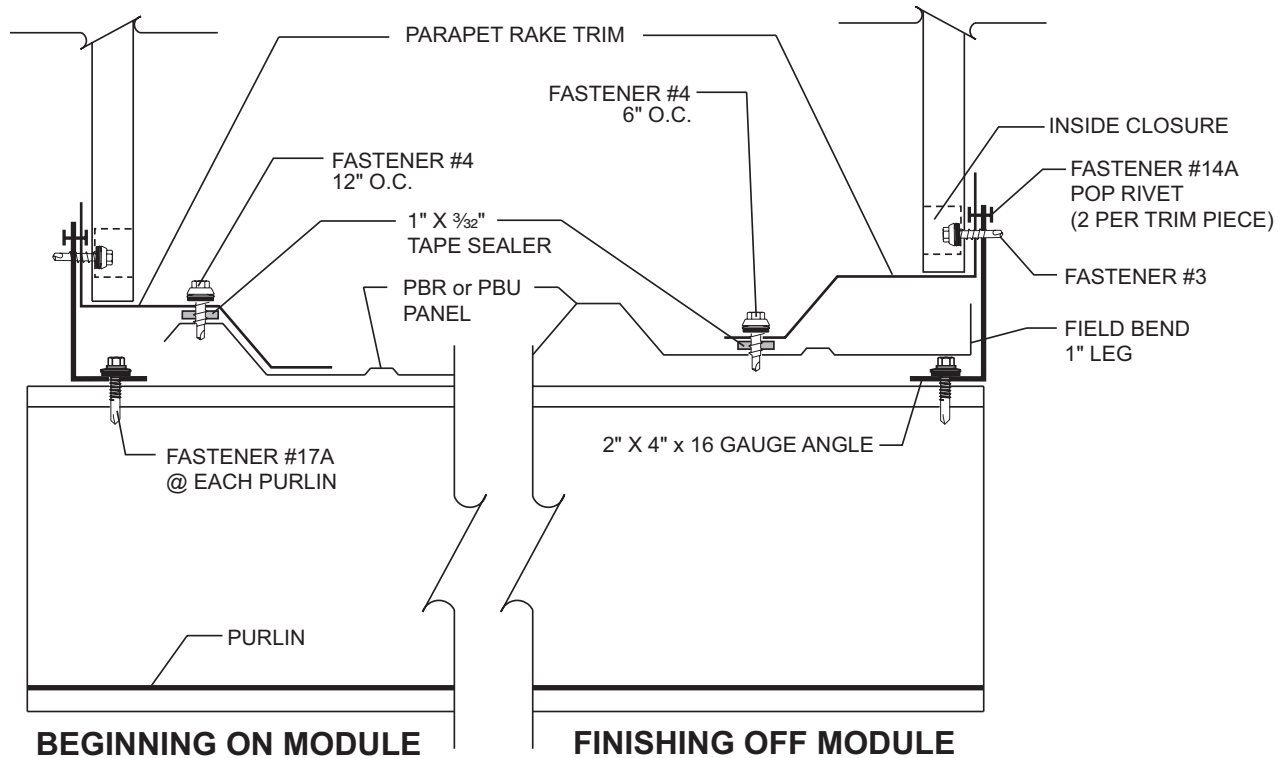 PARAPET RAKE TRIM
FASTENER #4
6" O.C.
INSIDE CLOSURE
FASTENER #4
12" O.C.
FASTENER #14A
POP RIVET
(2 PER TRIM PIECE)
1" X 3⁄32"
TAPE SEALER
FASTENER #3
PBR or PBU
PANEL
FIELD BEND
1" LEG
2" X 4" x 16 GAUGE ANGLE
FASTENER #17A
@ EACH PURLIN
PURLIN
BEGINNING ON MODULE
FINISHING OFF MODULE